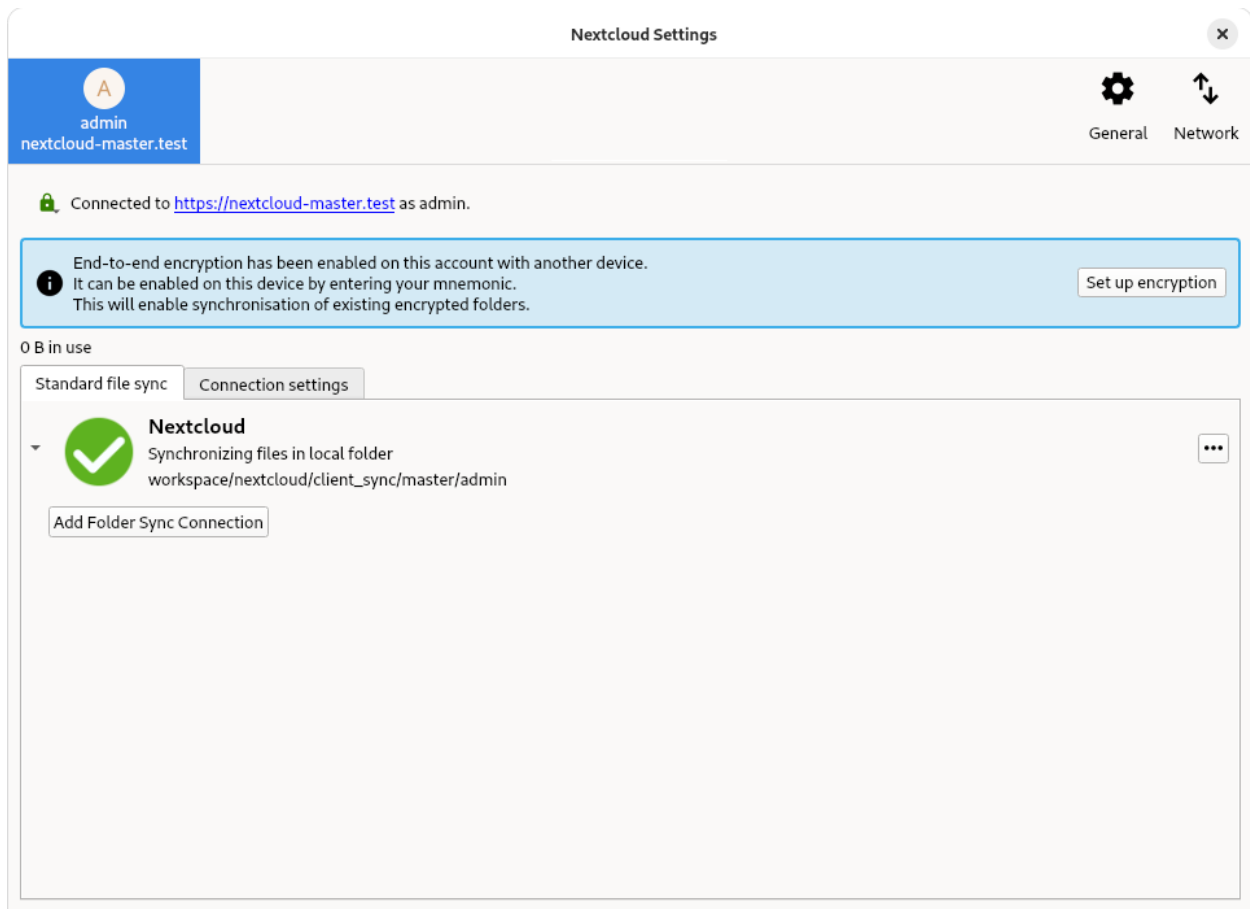 Nextcloud Settings
A
admin
nextcloud-master.test
General
Network
Connected to https://nextcloud-master.test as admin.
End-to-end encryption has been enabled on this account with another device.
It can be enabled on this device by entering your mnemonic.
This will enable synchronisation of existing encrypted folders.
Set up encryption
0 B in use
Standard file sync
Connection settings
Nextcloud
Synchronizing files in local folder
workspace/nextcloud/client_sync/master/admin
Add Folder Sync Connection